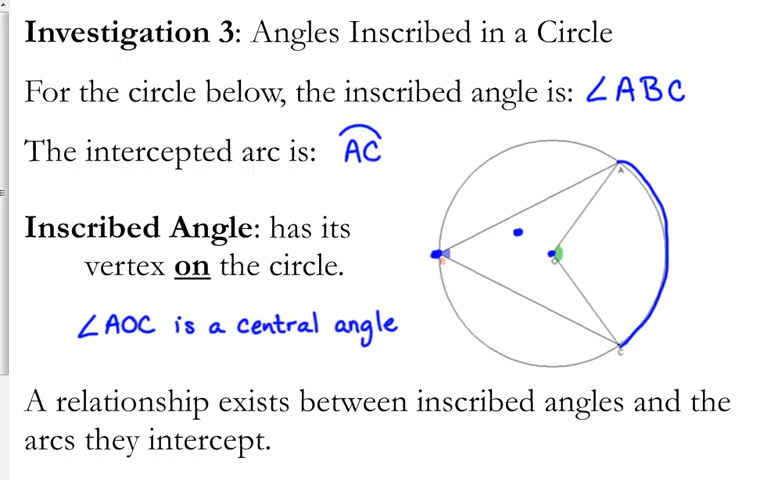 Investigation 3: Angles Inscribed in a Circle
For the circle below, the inscribed angle is: ∠ABC
The intercepted arc is: AC
A
Inscribed Angle: has its
vertex on the circle.
B
O
∠AOC is a central angle
C
A relationship exists between inscribed angles and the
arcs they intercept.